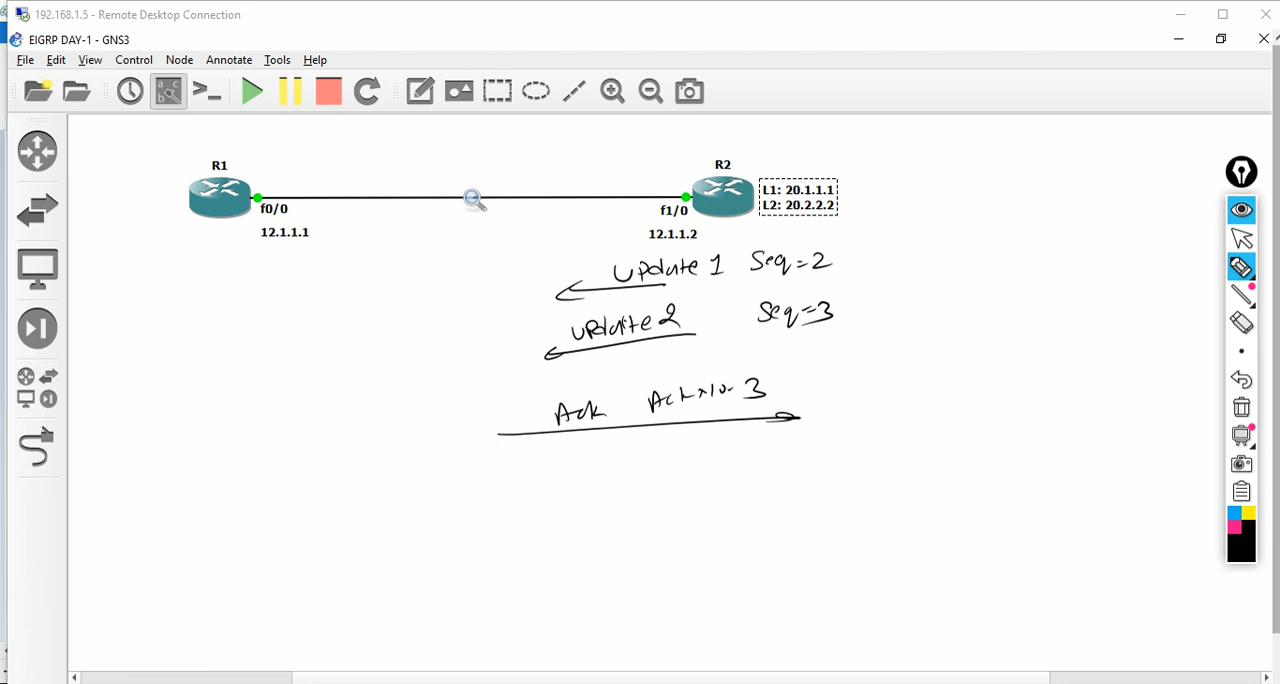 192.168.1.5 - Remote Desktop Connection
EIGRP DAY-1 - GNS3
File Edit View Control Node Annotate Tools Help
R1
R2
f0/0
f1/0
12.1.1.1
12.1.1.2
L1: 20.1.1.1
L2: 20.2.2.2
Update 1 Seq=2
Update 2 Seq=3
Ack 3